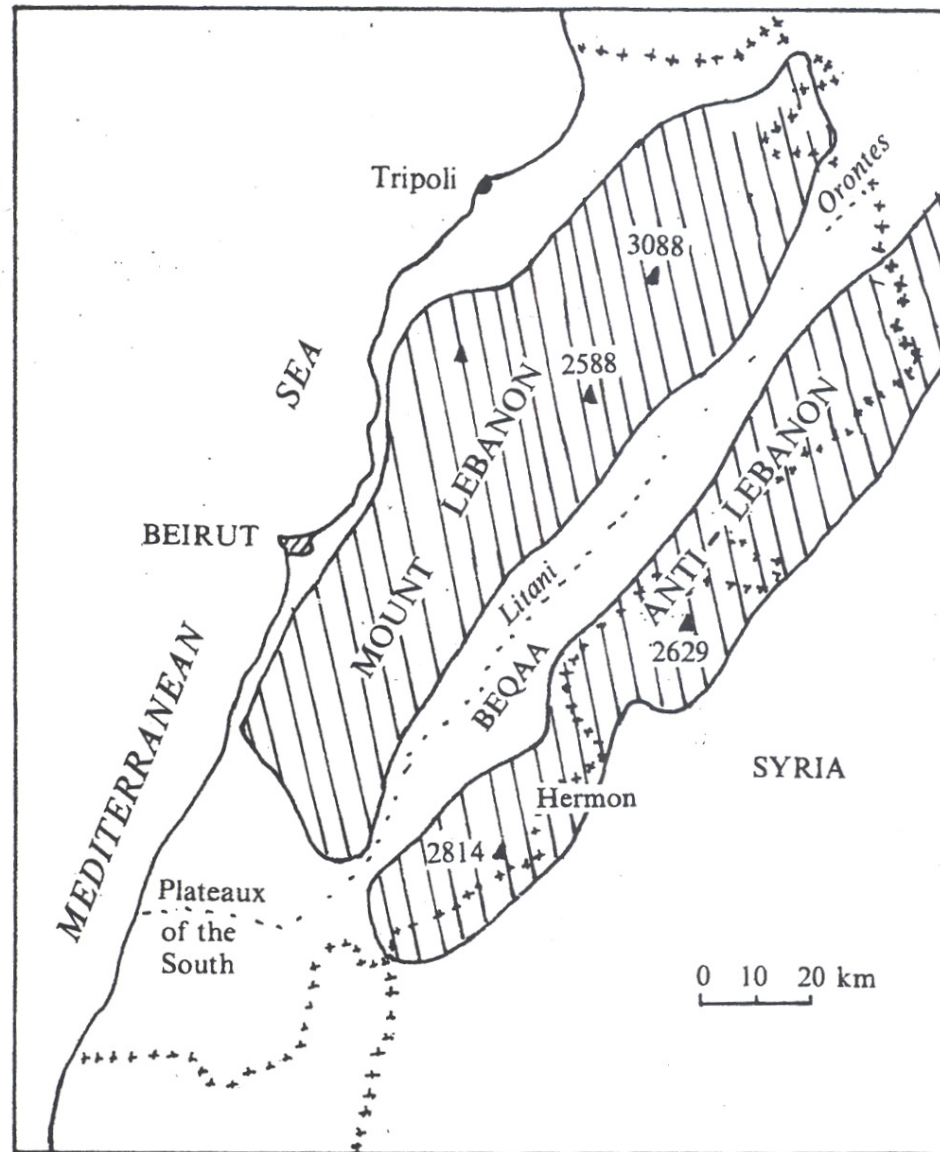 Tripoli
Orontes
3088
SEA
2588
MOUNT LEBANON
ANTI-LEBANON
BEIRUT
Litani
BEQAA
2629
MEDITERRANEAN
SYRIA
Hermon
2814
Plateaux
of the
South
0 10 20 km